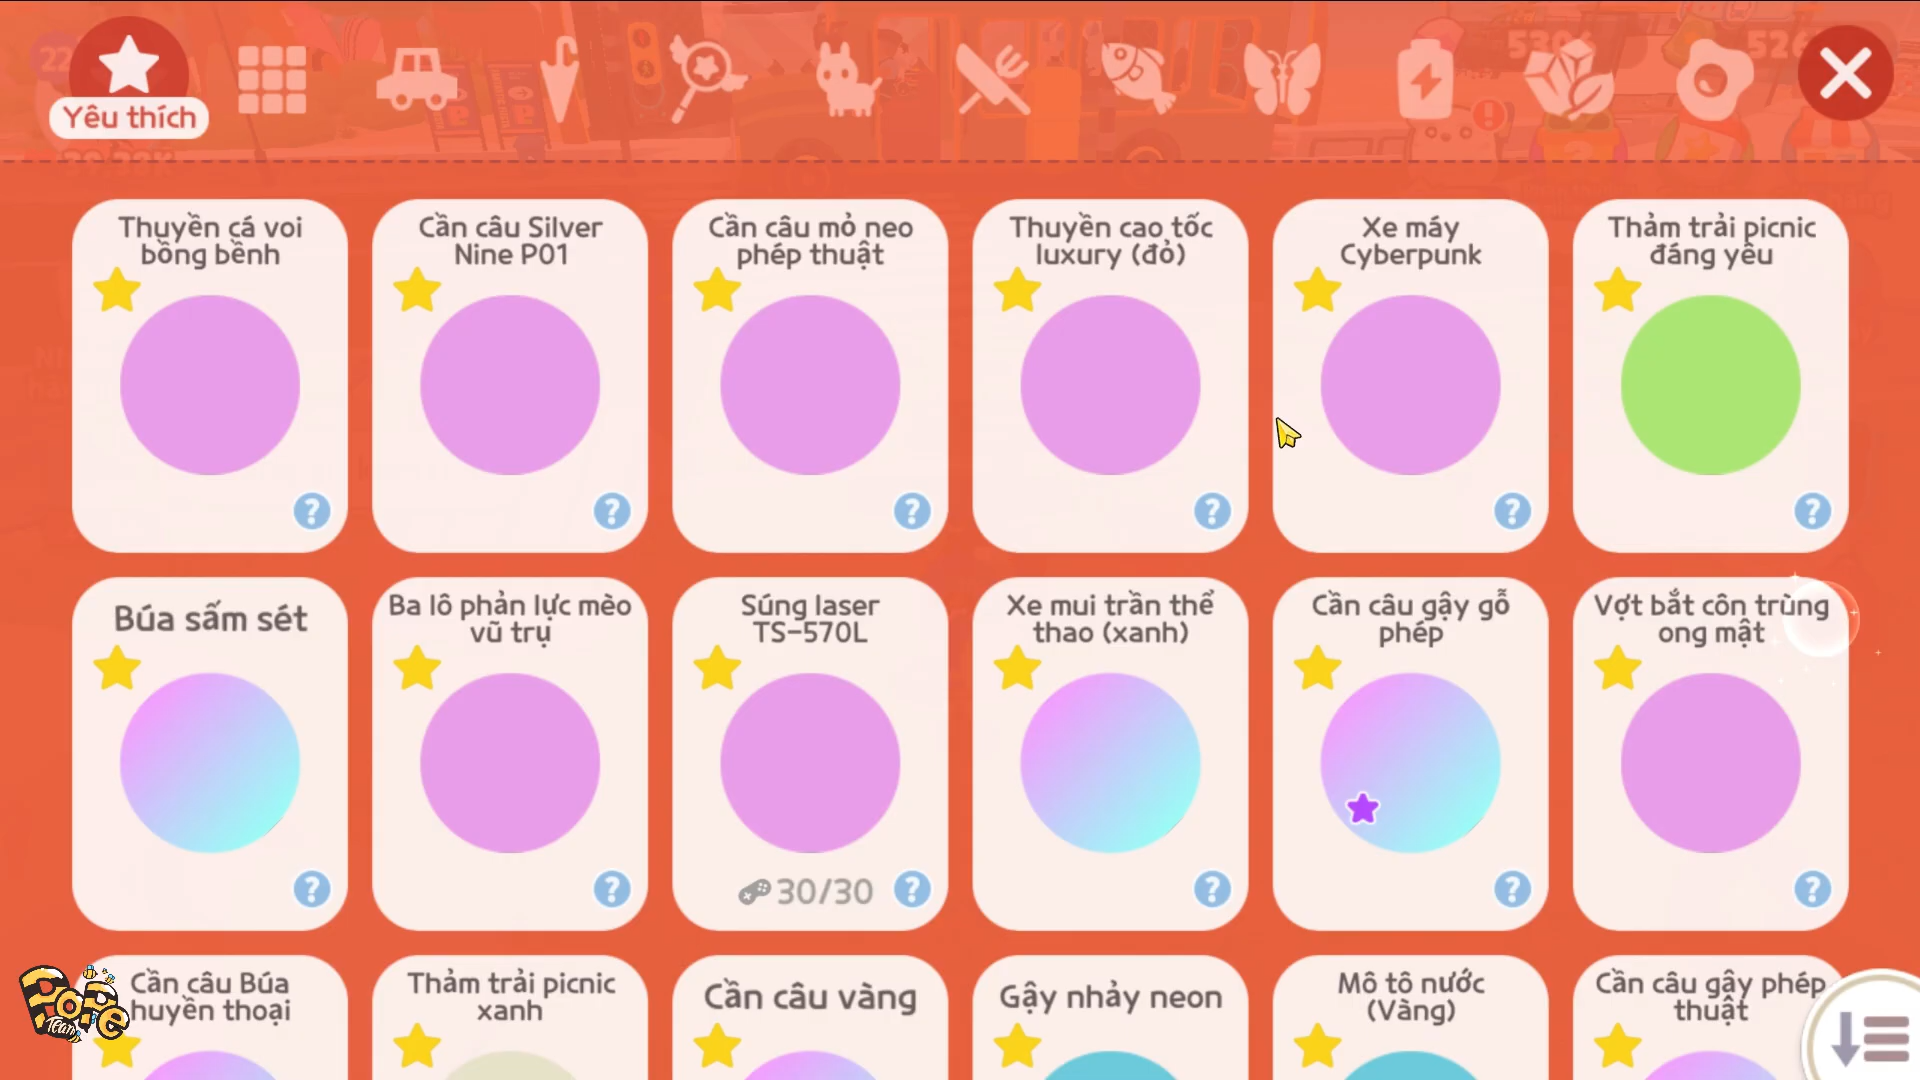 Yêu thích
Thuyền cá voi
bồng bềnh
Cần câu Silver
Nine P01
Cần câu mỏ neo
phép thuật
Thuyền cao tốc
luxury (đỏ)
Xe máy
Cyberpunk
Thảm trải picnic
đáng yêu
?
?
?
?
?
?
Búa sấm sét
Ba lô phản lực mèo
vũ trụ
Súng laser
TS-570L
Xe mui trần thể
thao (xanh)
Cần câu gậy gỗ
phép
Vợt bắt côn trùng
ong mật
?
?
30/30 ?
?
?
?
Cần câu Búa
huyền thoại
Thảm trải picnic
xanh
Cần câu vàng
Gậy nhảy neon
Mô tô nước
(Vàng)
Cần câu gậy phép
thuật
PoPe
Team